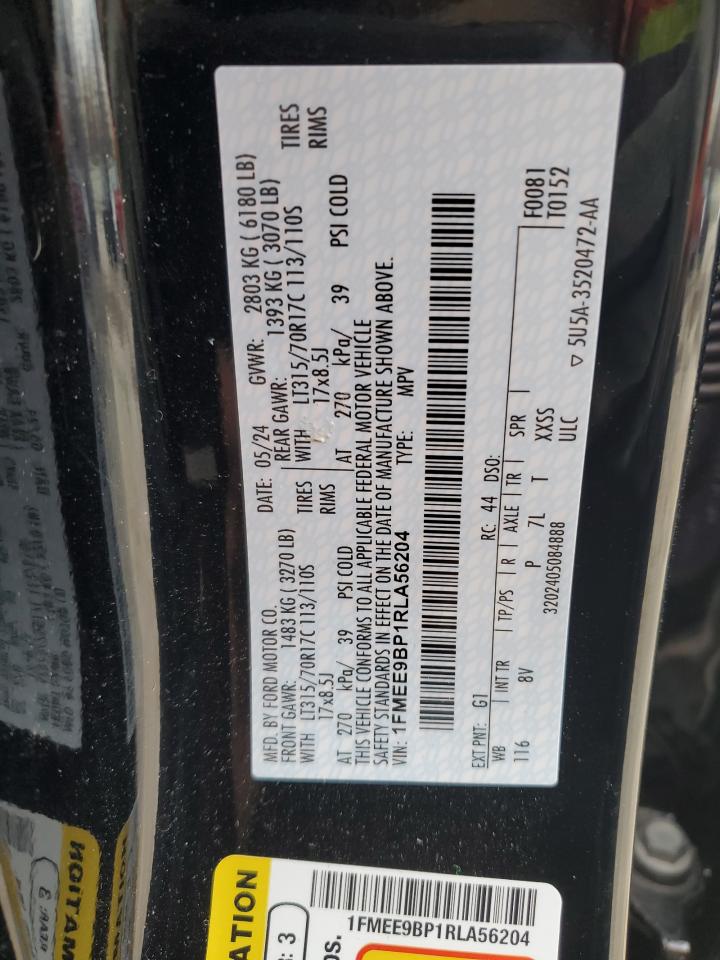 MFD. BY FORD MOTOR CO.
DATE: 05/24 GVWR: 2803 KG ( 6180 LB)
FRONT GAWR: 1483 KG ( 3270 LB) REAR GAWR: 1393 KG ( 3070 LB)
WITH LT315/70R17C 113/110S TIRES WITH LT315/70R17C 113/110S TIRES
17x8.5J RIMS 17x8.5J RIMS
AT 270 kPa/ 39 PSI COLD AT 270 kPa/ 39 PSI COLD
THIS VEHICLE CONFORMS TO ALL APPLICABLE FEDERAL MOTOR VEHICLE
SAFETY STANDARDS IN EFFECT ON THE DATE OF MANUFACTURE SHOWN ABOVE.
VIN: 1FMEE9BP1RLA56204 TYPE: MPV
EXT PNT: G1 RC: 44 DSO: F0081
WB INT TR TP/PS R AXLE TR SPR T0152
116 8V P 7L T XXSS
3202405084888 ULC
▽ 5U5A-3520472-AA
ATION
: 3
OS.
1FMEE9BP1RLA56204
MATION